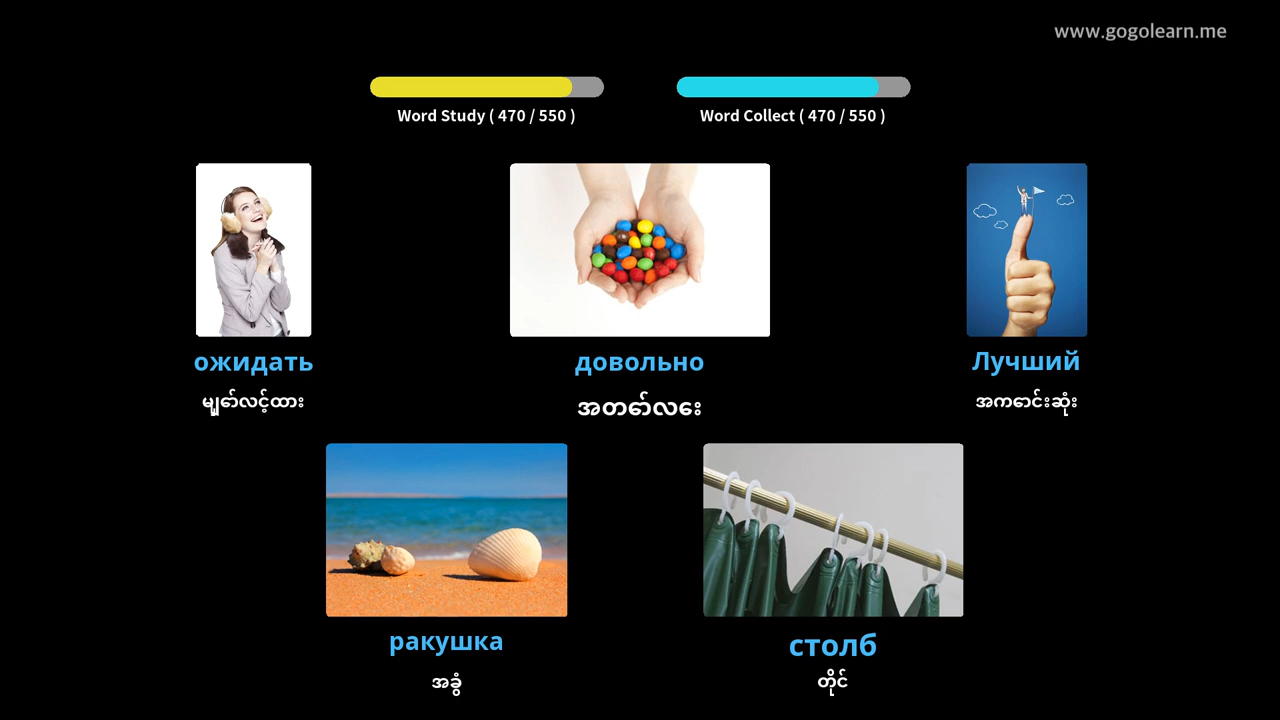 www.gogolearn.me
Word Study ( 470 / 550 )
Word Collect ( 470 / 550 )
ожидать
မျှော်လင့်ထား
довольно
အတော်လေး
Лучший
အကောင်းဆုံး
ракушка
အခွံ
столб
တိုင်